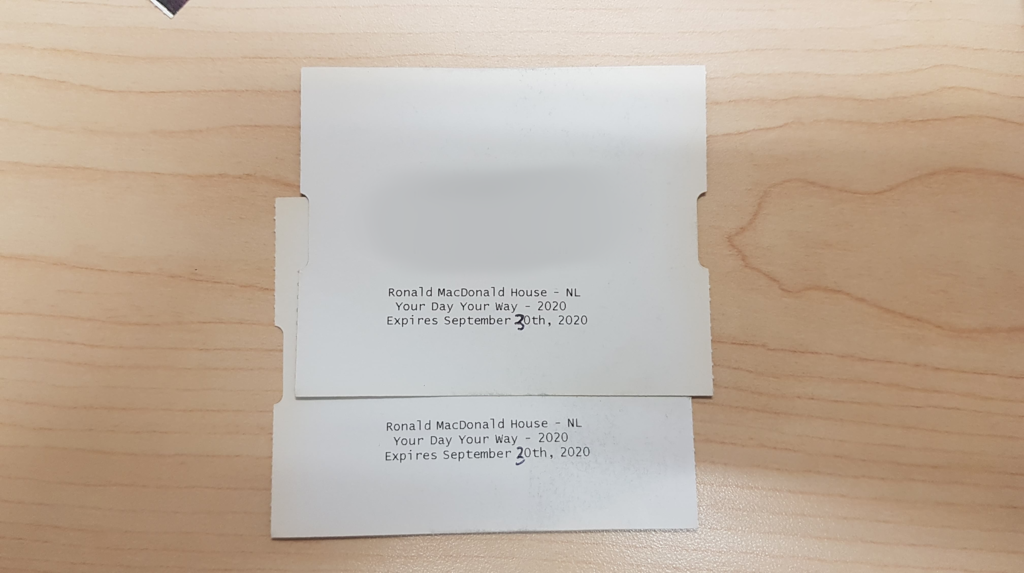 Ronald MacDonald House - NL
Your Day Your Way - 2020
Expires September 30th, 2020
Ronald MacDonald House - NL
Your Day Your Way - 2020
Expires September 30th, 2020